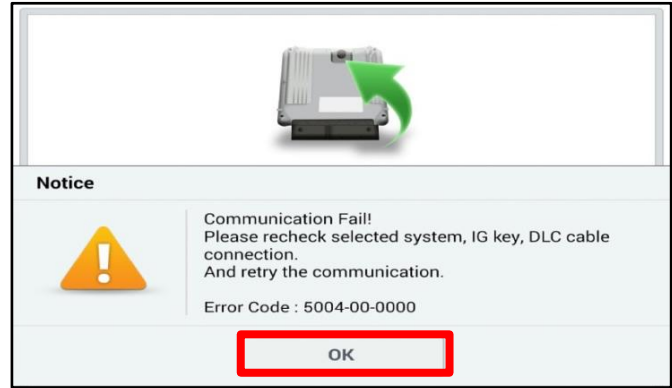 Notice
Communication Fail!
Please recheck selected system, IG key, DLC cable
connection.
And retry the communication.
Error Code : 5004-00-0000
OK